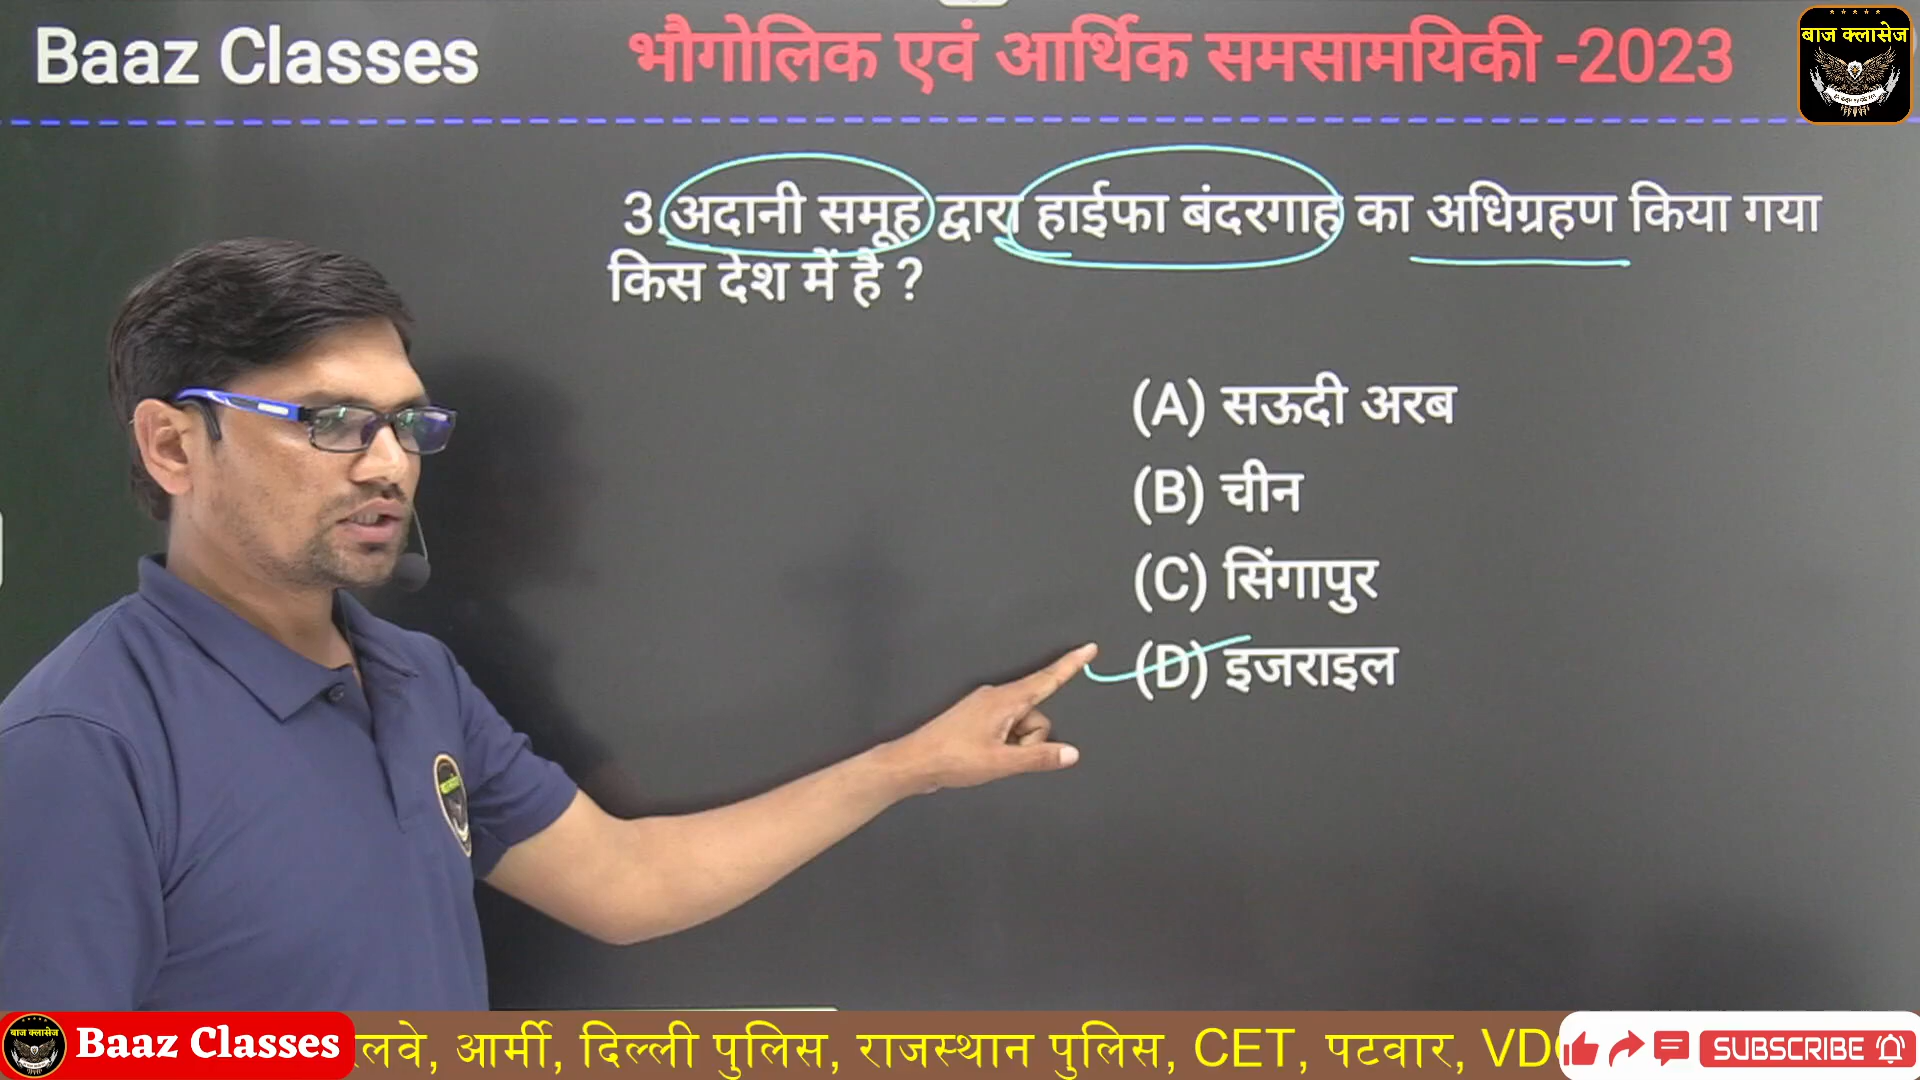 Baaz Classes
भौगोलिक एवं आर्थिक समसामयिकी -2023
बाज क्लासेज
3.अदानी समूह द्वारा हाईफा बंदरगाह का अधिग्रहण किया गया
किस देश में है ?
(A) सऊदी अरब
(B) चीन
(C) सिंगापुर
(D) इजराइल
बाज क्लासेज
Baaz Classes
लवे, आर्मी, दिल्ली पुलिस, राजस्थान पुलिस, CET, पटवार, VD
SUBSCRIBE